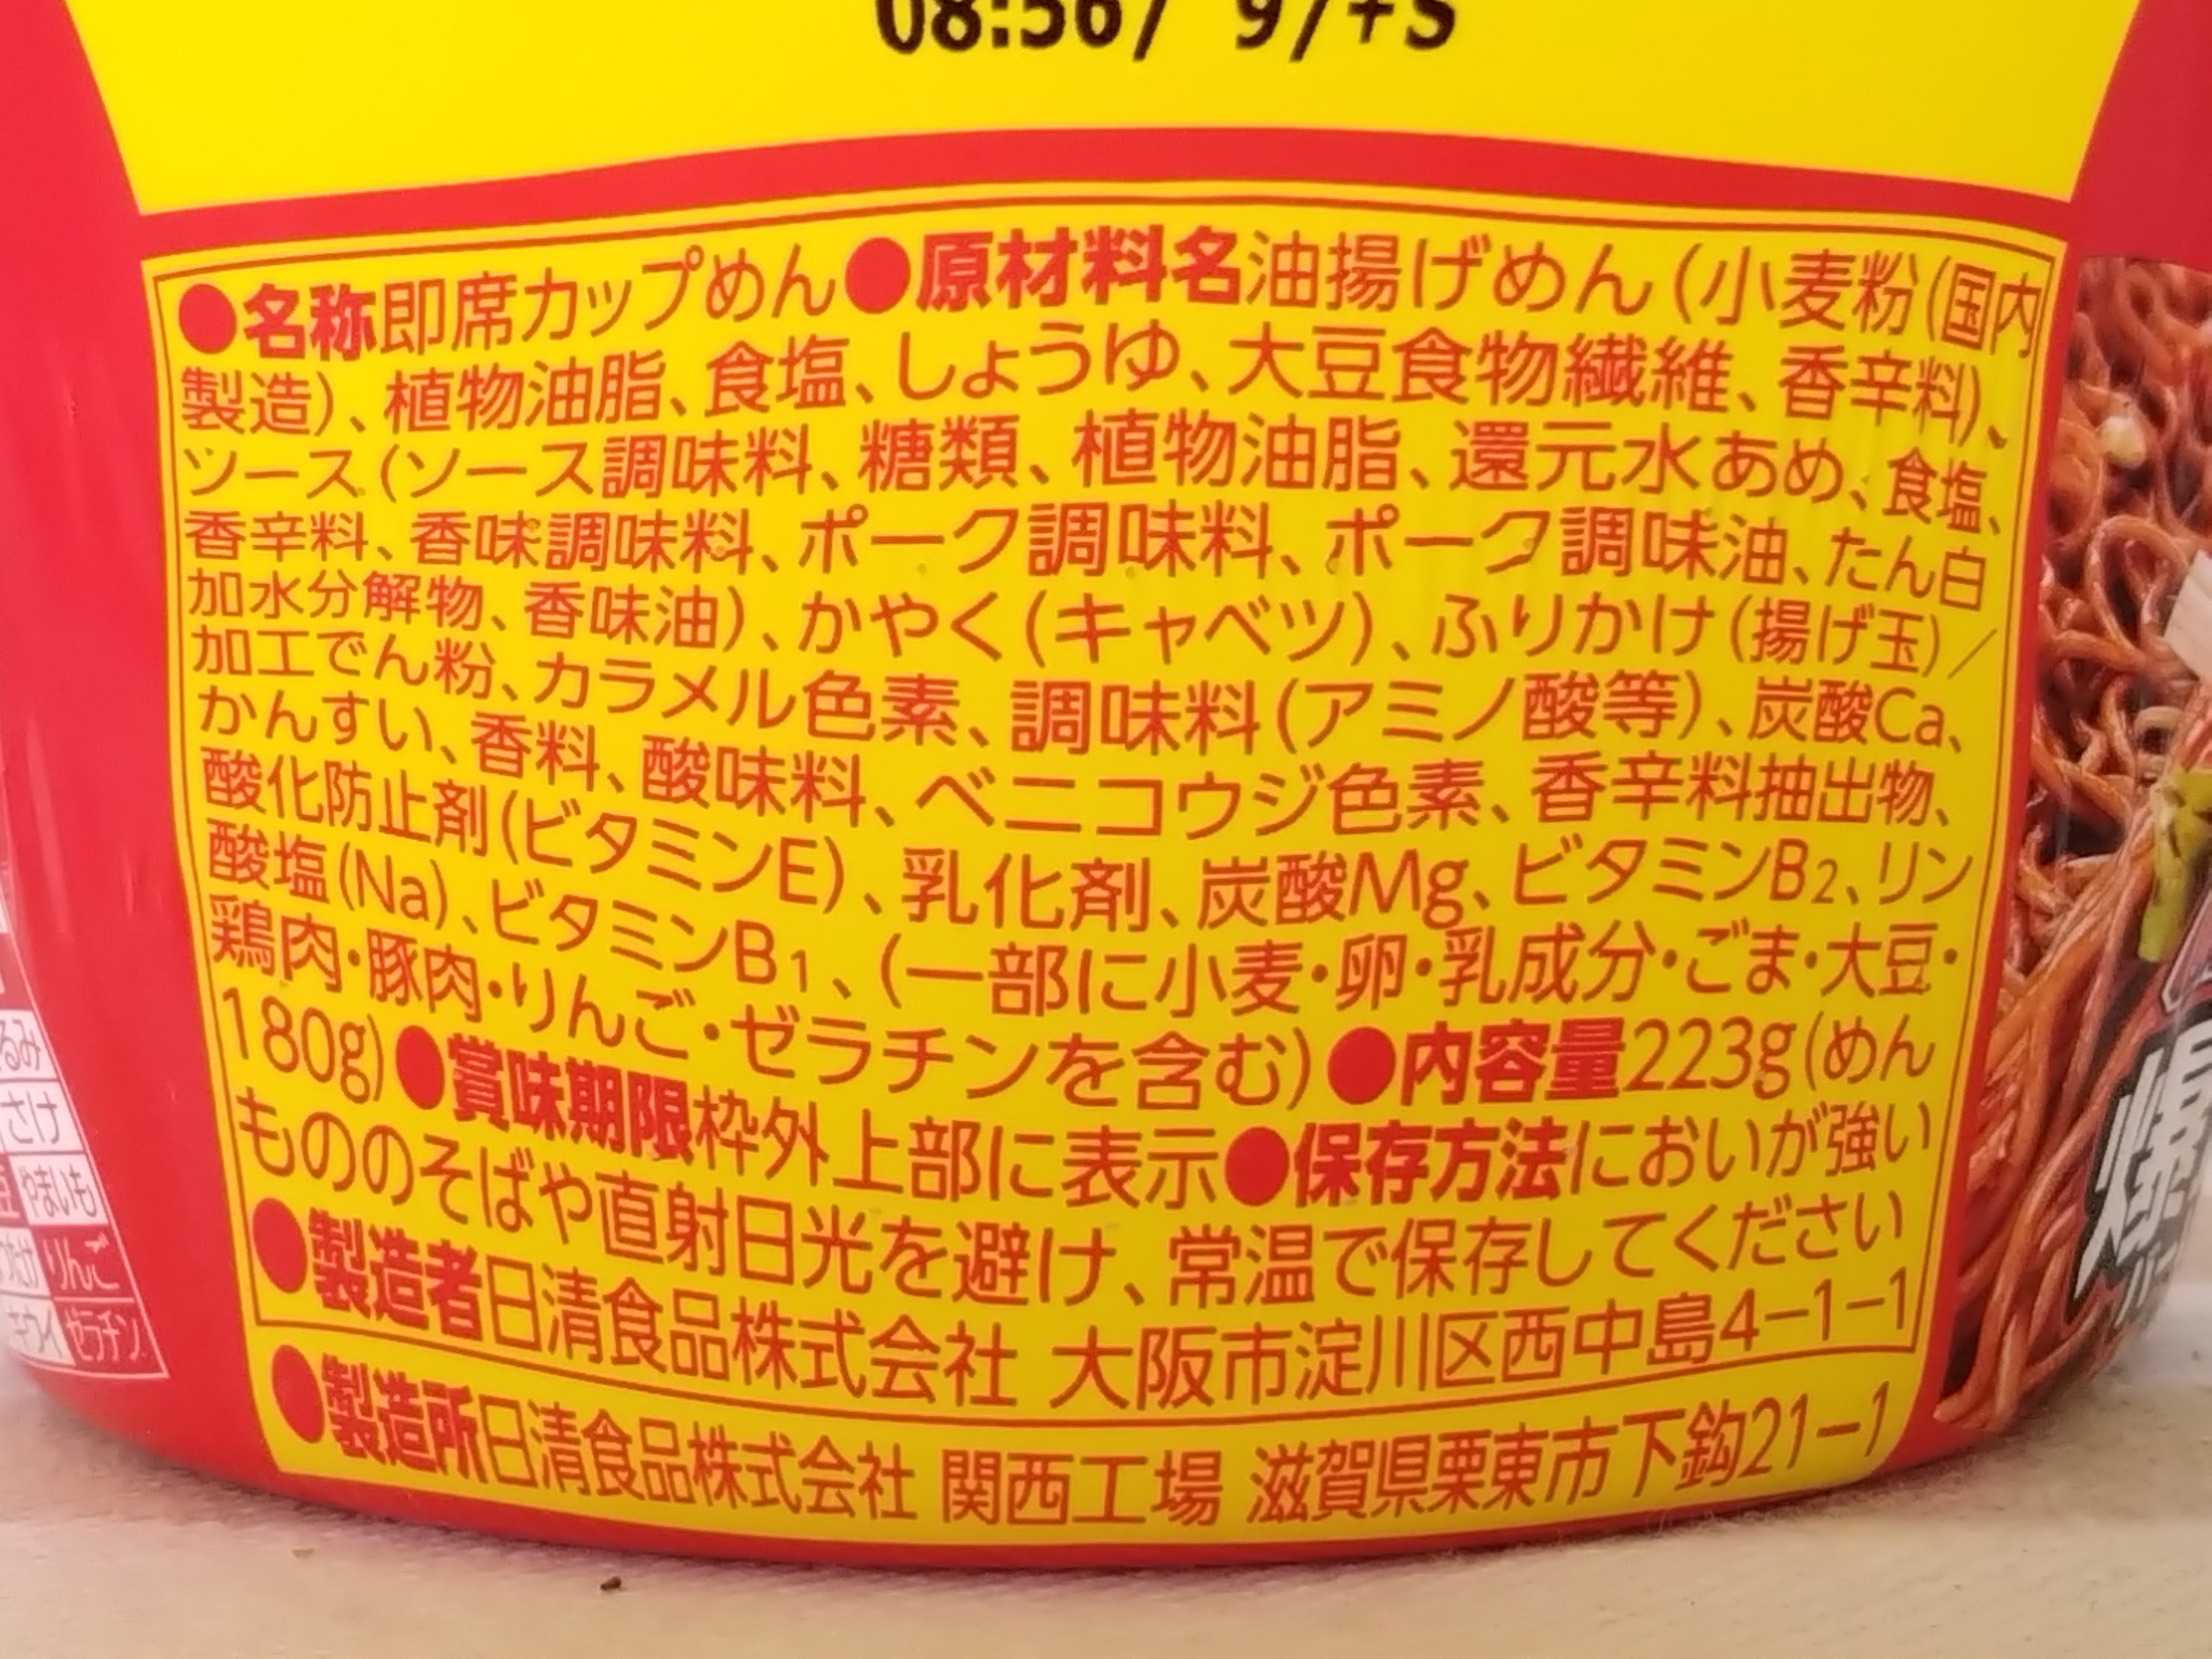 ●名称即席カップめん●原材料名油揚げめん(小麦粉(国内
製造)、植物油脂、食塩、しょうゆ、大豆食物繊維、香辛料)、
ソース(ソース調味料、糖類、植物油脂、還元水あめ、食塩、
香辛料、香味調味料、ポーク調味料、ポーク調味油、たん白
加水分解物、香味油)、かやく(キャベツ)、ふりかけ(揚げ玉)/
加工でん粉、カラメル色素、調味料(アミノ酸等)、炭酸Ca、
かんすい、香料、酸味料、ベニコウジ色素、香辛料抽出物、
酸化防止剤(ビタミンE)、乳化剤、炭酸Mg、ビタミンB2、リン
酸塩(Na)、ビタミンB1、(一部に小麦・卵・乳成分・ごま・大豆・
鶏肉・豚肉・りんご・ゼラチンを含む)●内容量223g(めん
180g)●賞味期限枠外上部に表示●保存方法においが強い
もののそばや直射日光を避け、常温で保存してください
●製造者日清食品株式会社 大阪市淀川区西中島4-1-1
●製造所日清食品株式会社 関西工場 滋賀県栗東市下鈎21-1
るみ
さけ
やまいも
りんご
ゼラチン
爆